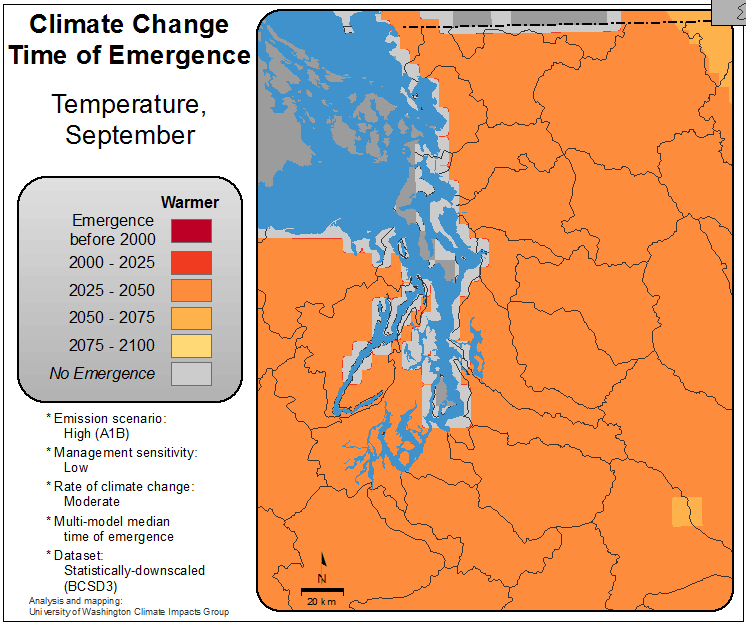 Climate Change
Time of Emergence
Temperature,
September
Warmer
Emergence
before 2000
2000 - 2025
2025 - 2050
2050 - 2075
2075 - 2100
No Emergence
* Emission scenario:
High (A1B)
* Management sensitivity:
Low
* Rate of climate change:
Moderate
* Multi-model median
time of emergence
* Dataset:
Statistically-downscaled
(BCSD3)
Analysis and mapping:
University of Washington Climate Impacts Group
N
20 km